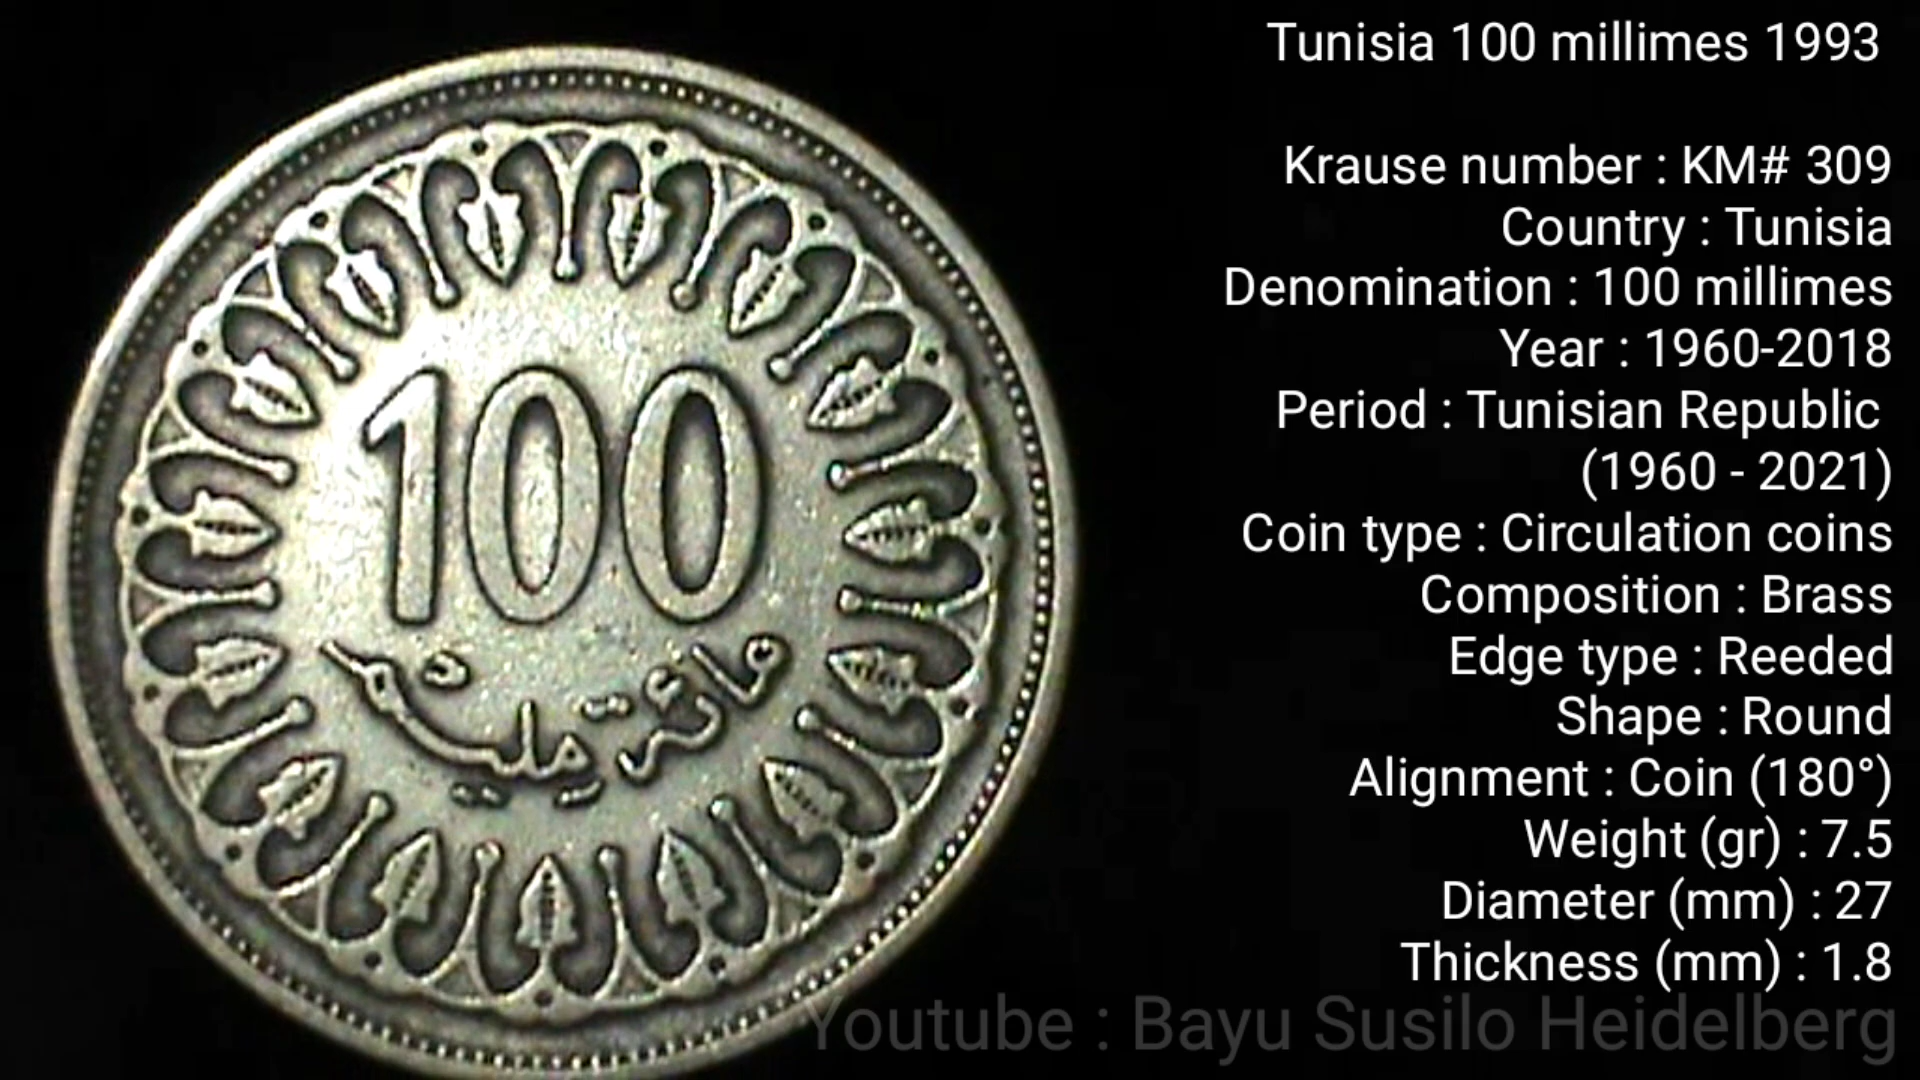 100
مائة مليم
Tunisia 100 millimes 1993
Krause number : KM# 309
Country : Tunisia
Denomination : 100 millimes
Year : 1960-2018
Period : Tunisian Republic
(1960 - 2021)
Coin type : Circulation coins
Composition : Brass
Edge type : Reeded
Shape : Round
Alignment : Coin (180°)
Weight (gr) : 7.5
Diameter (mm) : 27
Thickness (mm) : 1.8
Youtube : Bayu Susilo Heidelberg